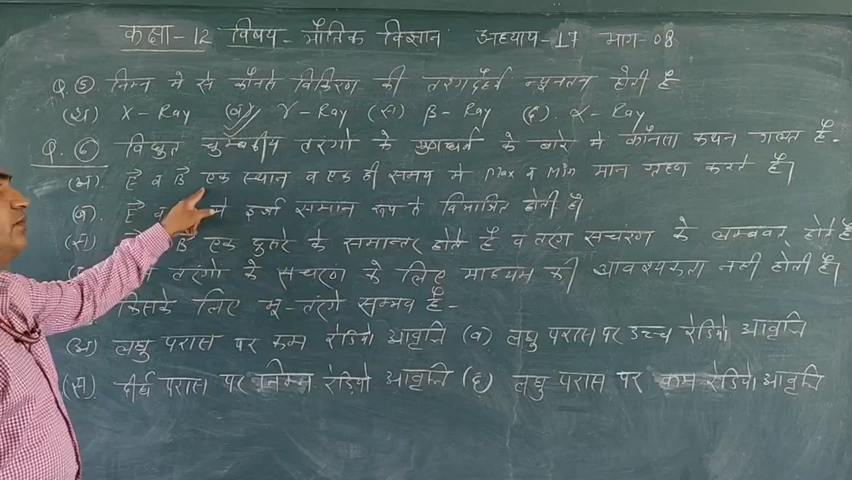 कक्षा - 12 विषय - भौतिक विज्ञान अध्याय - 17 भाग - 08
Q. ⑤ निम्न मे से कौनसे विकिरण की तरंगदैर्ध्य न्यूनतम होती है
(अ) X - Ray (ब) γ - Ray (स) β - Ray (द) α - Ray
Q. ⑥ विद्युत चुम्बकीय तरंगो के गुणधर्म के बारे मे कौनसा कथन गलत है -
(अ) E व B एक स्थान व एक ही समय मे Max व Min मान ग्रहण करते है।
(ब) E व मे ऊर्जा समान रूप से विभाजित होती है।
(स) B एक दुसरे के समान्तर होते है व तरंग संचरण के लम्बवत होते है
तरंगो के संचरण के लिए माध्यम की आवश्यकता नही होती है।
किसके लिए भू-तंरगे सम्भव है -
(अ) लघु परास पर कम रेडियो आवृत्ति (ब) लघु परास पर उच्च रेडियो आवृत्ति
(स) दीर्घ परास पर निम्न रेडियो आवृत्ति (द) लघु परास पर कम रेडियो आवृत्ति